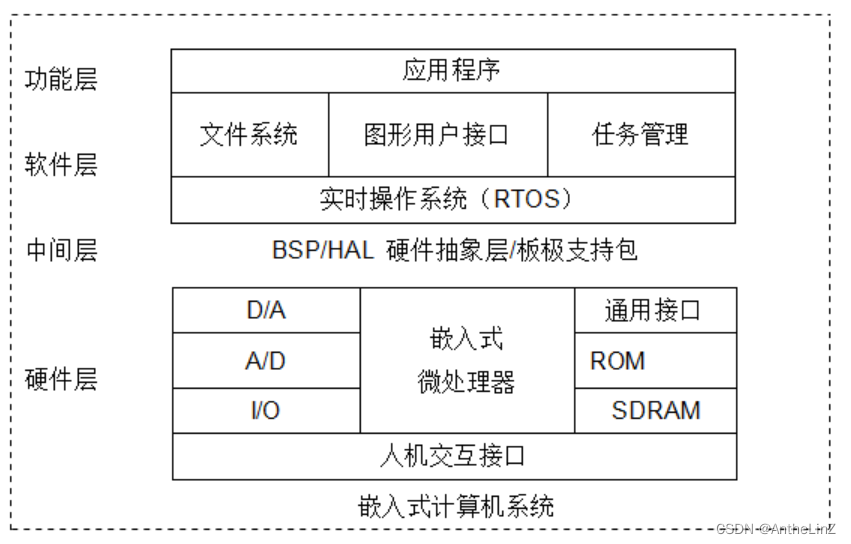 功能层
应用程序
文件系统 图形用户接口 任务管理
软件层
实时操作系统（RTOS）
中间层 BSP/HAL 硬件抽象层/板极支持包
D/A 通用接口
嵌入式
A/D ROM
硬件层 微处理器
I/O SDRAM
人机交互接口
嵌入式计算机系统
CSDN @AntheLinZ